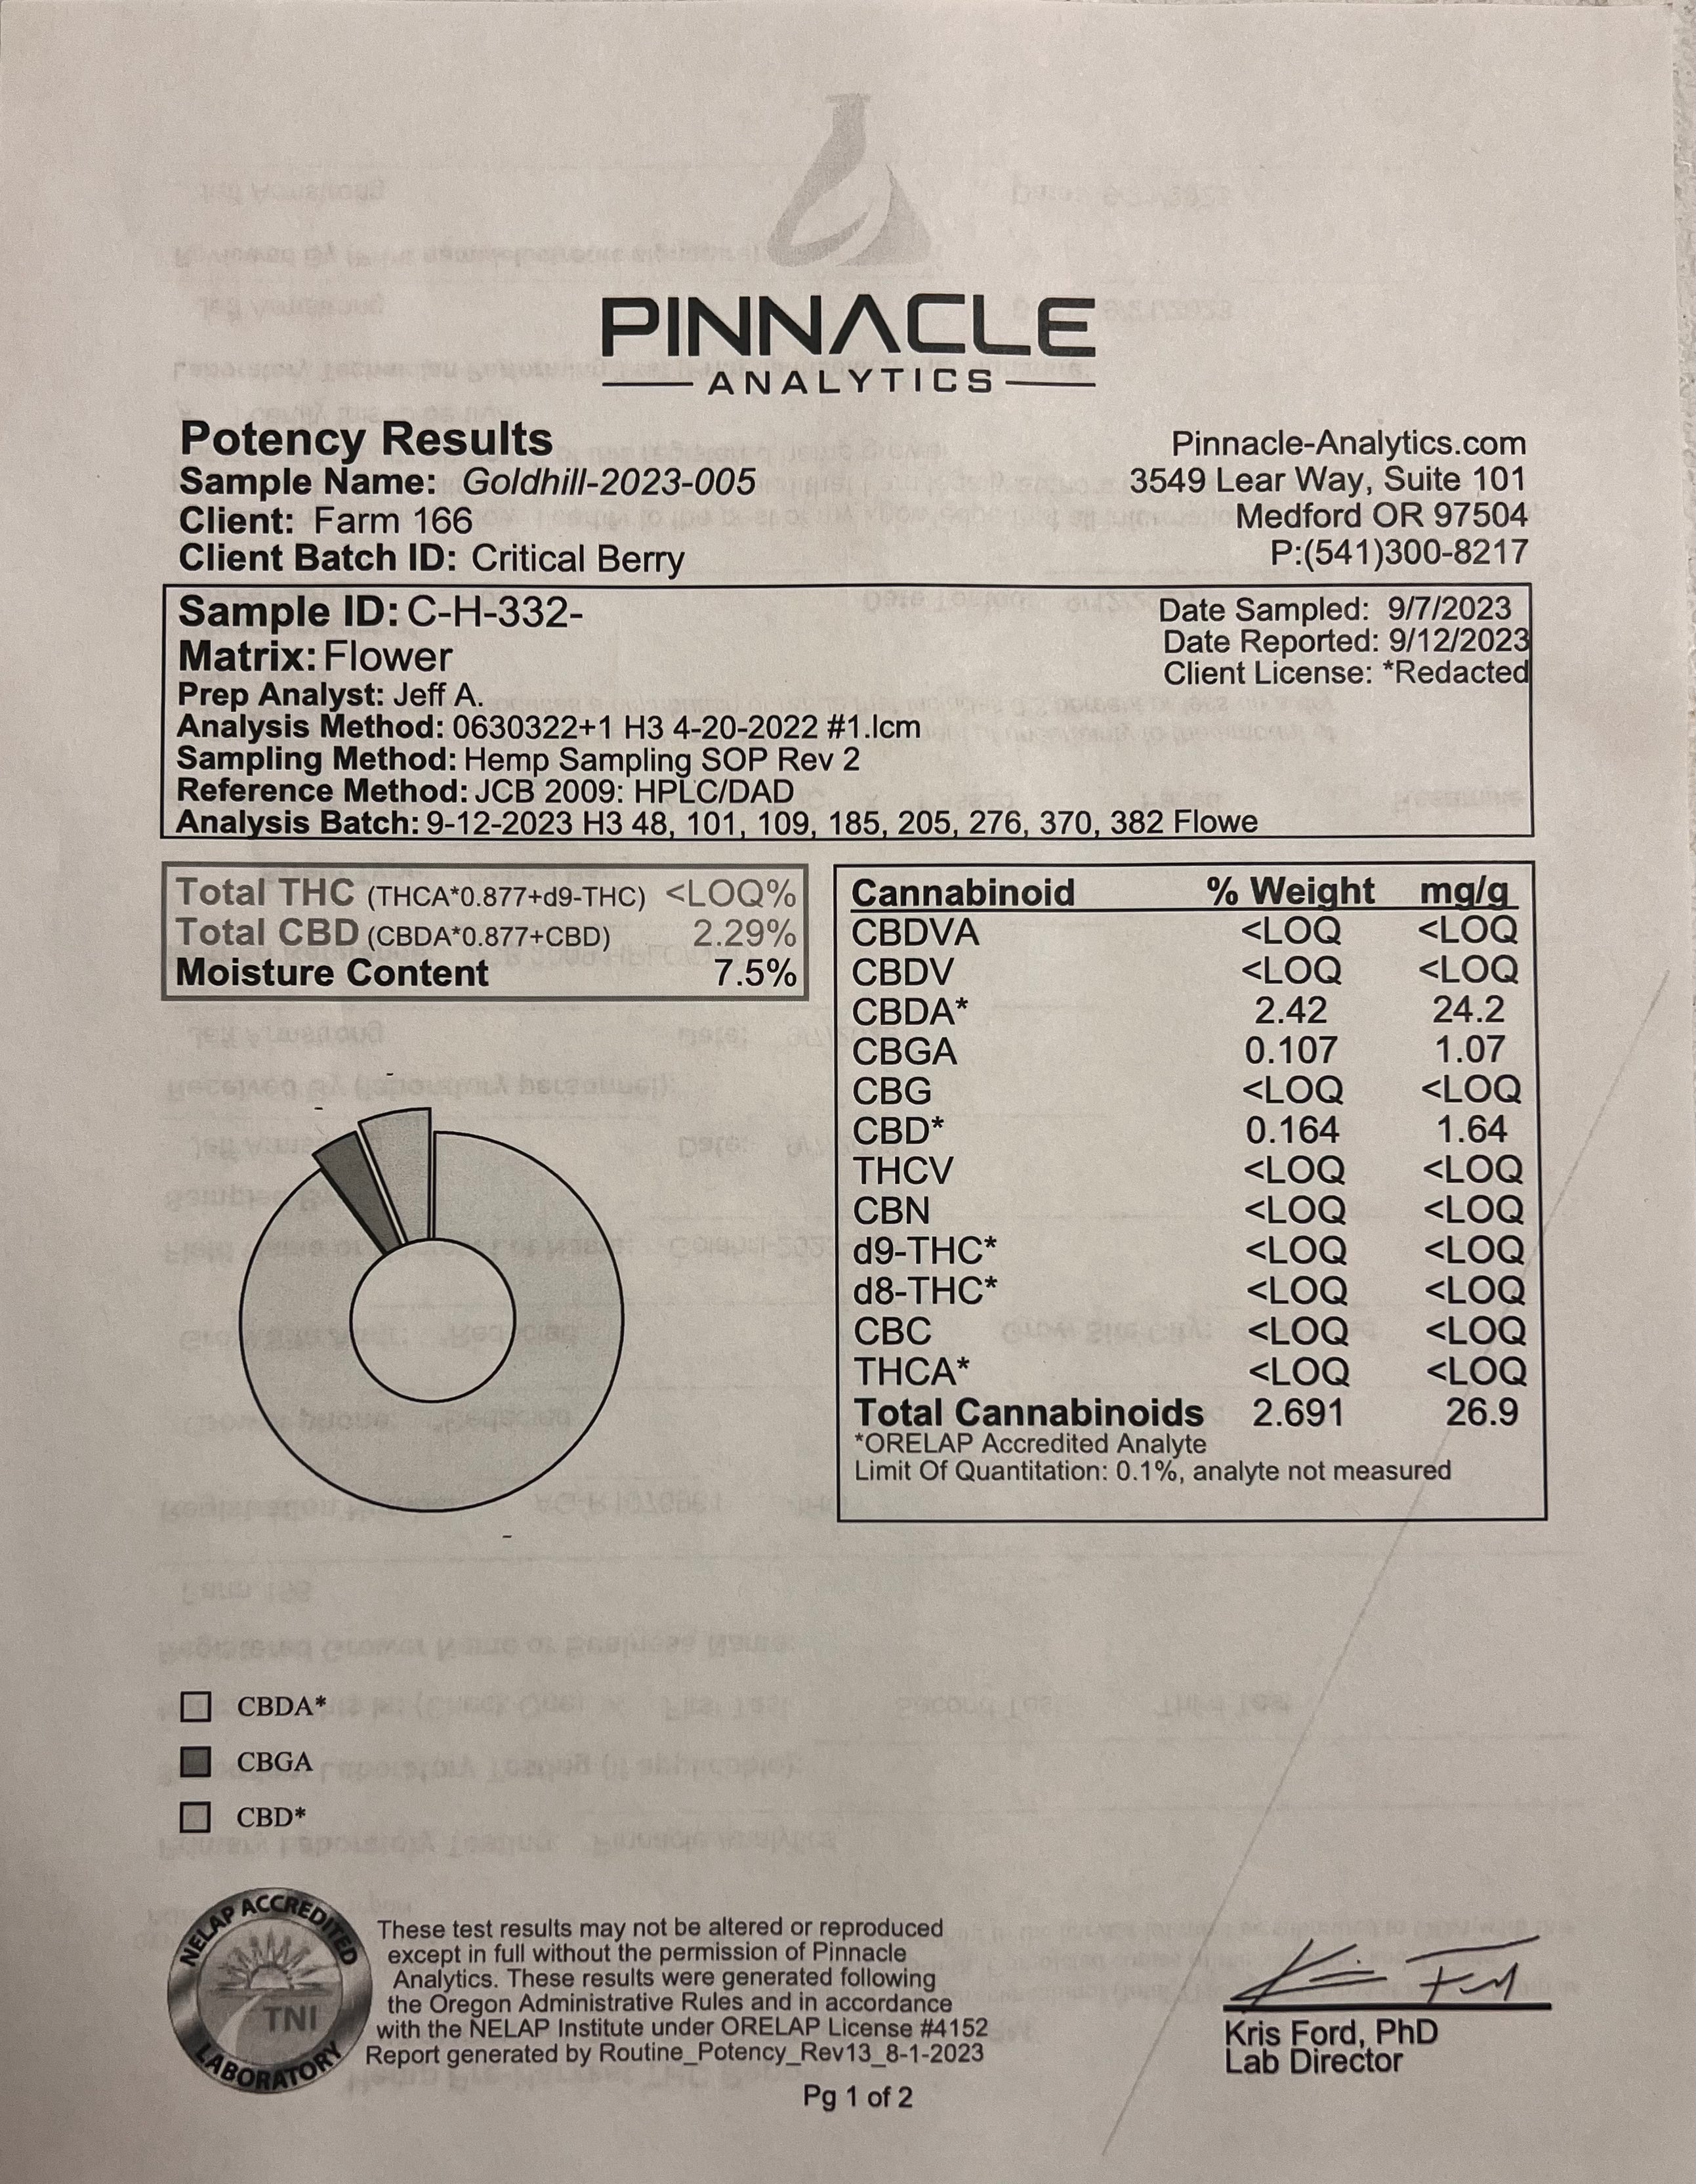 PINNACLE
ANALYTICS
Potency Results
Sample Name: Goldhill-2023-005
Client: Farm 166
Client Batch ID: Critical Berry
Pinnacle-Analytics.com
3549 Lear Way, Suite 101
Medford OR 97504
P:(541)300-8217
Sample ID: C-H-332-
Matrix: Flower
Prep Analyst: Jeff A.
Analysis Method: 0630322+1 H3 4-20-2022 #1.lcm
Sampling Method: Hemp Sampling SOP Rev 2
Reference Method: JCB 2009: HPLC/DAD
Analysis Batch: 9-12-2023 H3 48, 101, 109, 185, 205, 276, 370, 382 Flowe
Date Sampled: 9/7/2023
Date Reported: 9/12/2023
Client License: *Redacted
Total THC (THCA*0.877+d9-THC) <LOQ%
Total CBD (CBDA*0.877+CBD) 2.29%
Moisture Content 7.5%
Cannabinoid % Weight mg/g
CBDVA <LOQ <LOQ
CBDV <LOQ <LOQ
CBDA* 2.42 24.2
CBGA 0.107 1.07
CBG <LOQ <LOQ
CBD* 0.164 1.64
THCV <LOQ <LOQ
CBN <LOQ <LOQ
d9-THC* <LOQ <LOQ
d8-THC* <LOQ <LOQ
CBC <LOQ <LOQ
THCA* <LOQ <LOQ
Total Cannabinoids 2.691 26.9
*ORELAP Accredited Analyte
Limit Of Quantitation: 0.1%, analyte not measured
CBDA*
CBGA
CBD*
NELAP ACCREDITED
TNI
LABORATORY
These test results may not be altered or reproduced
except in full without the permission of Pinnacle
Analytics. These results were generated following
the Oregon Administrative Rules and in accordance
with the NELAP Institute under ORELAP License #4152
Report generated by Routine_Potency_Rev13_8-1-2023
Kris Ford, PhD
Lab Director
Pg 1 of 2